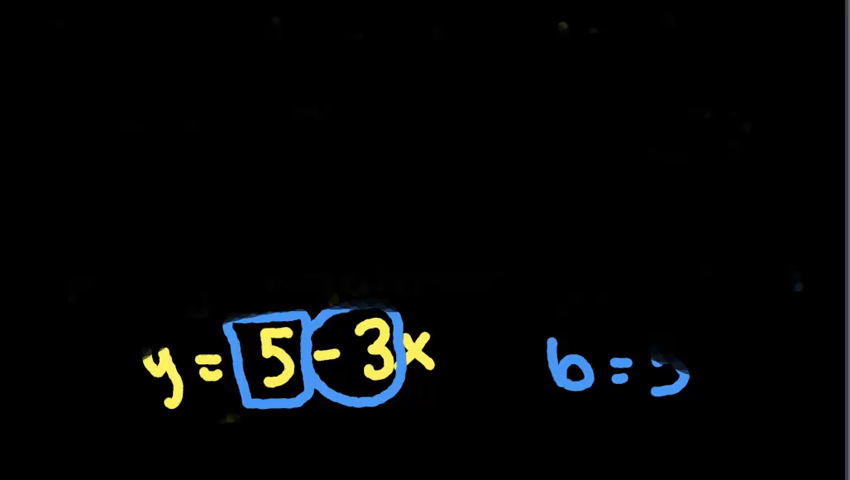 y = 5 - 3x
b =